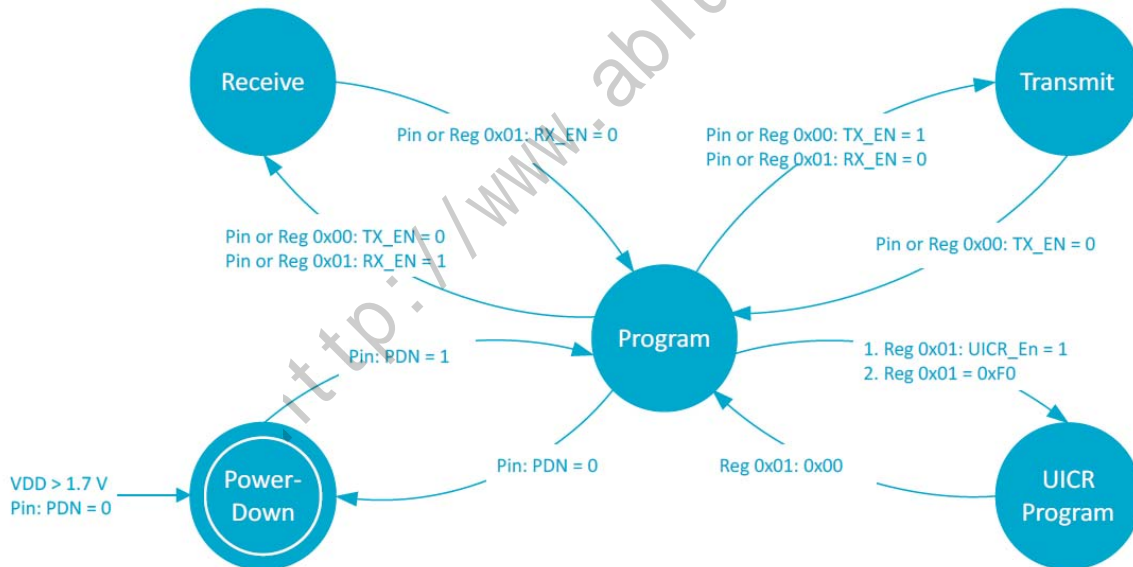 Receive
Transmit
Pin or Reg 0x01: RX_EN = 0
Pin or Reg 0x00: TX_EN = 1
Pin or Reg 0x01: RX_EN = 0
Pin or Reg 0x00: TX_EN = 0
Pin or Reg 0x01: RX_EN = 1
Pin or Reg 0x00: TX_EN = 0
Program
Pin: PDN = 1
1. Reg 0x01: UICR_En = 1
2. Reg 0x01 = 0xF0
Pin: PDN = 0
Reg 0x01: 0x00
VDD > 1.7 V
Pin: PDN = 0
Power-
Down
UICR
Program